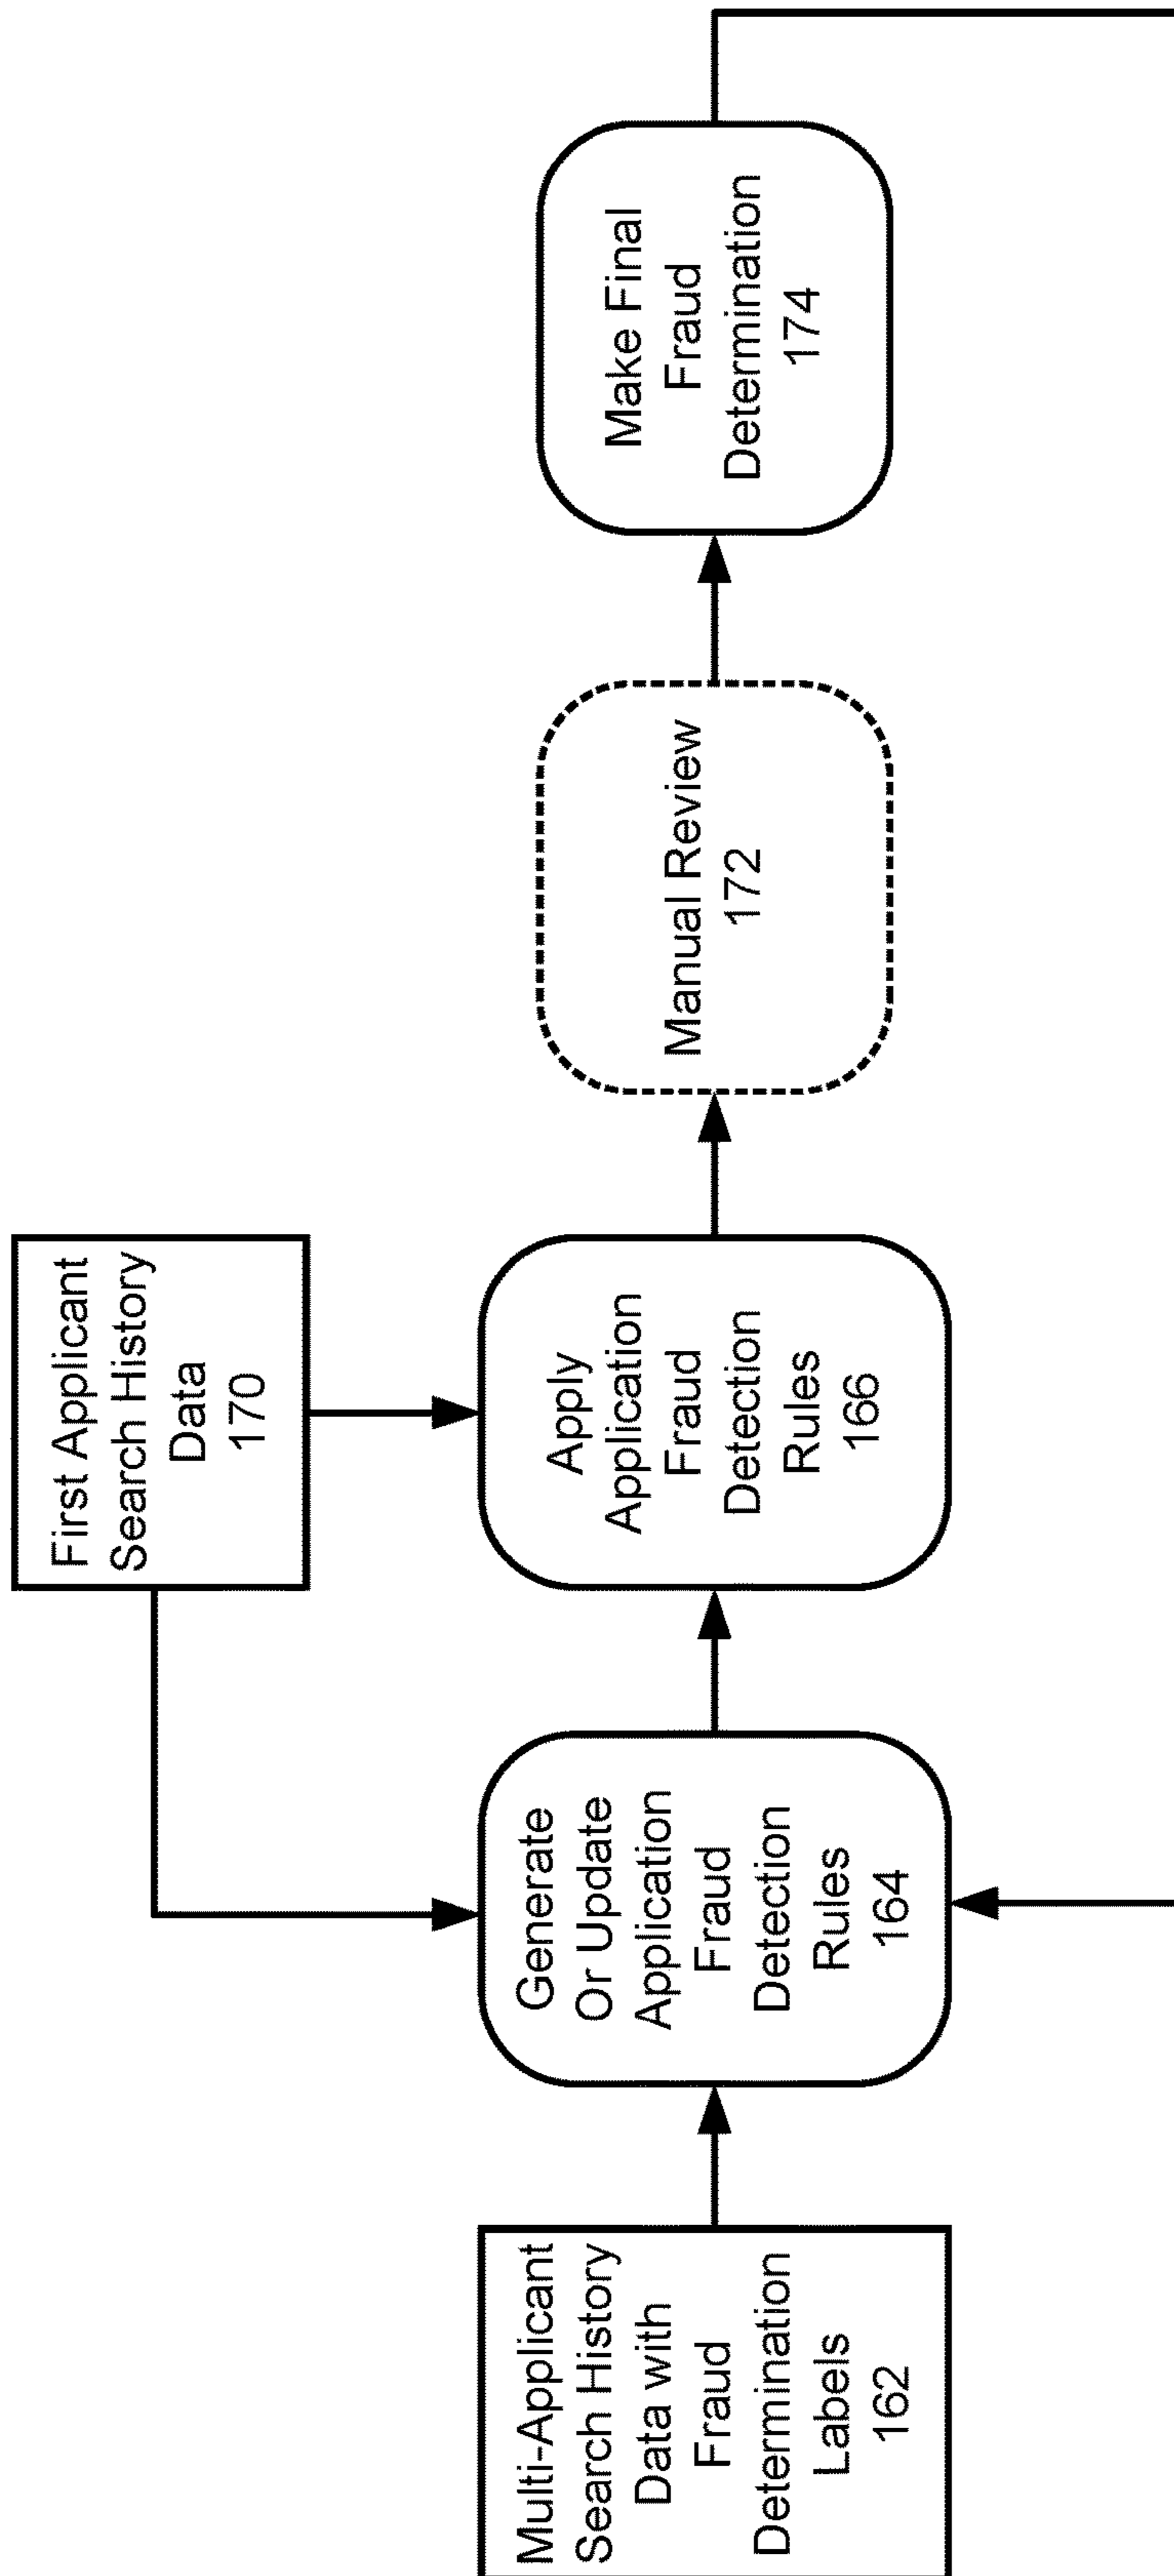 First Applicant
Search History
Data
170
Multi-Applicant
Search History
Data with
Fraud
Determination
Labels
162
Generate
Or Update
Application
Fraud
Detection
Rules
164
Apply
Application
Fraud
Detection
Rules
166
Manual Review
172
Make Final
Fraud
Determination
174